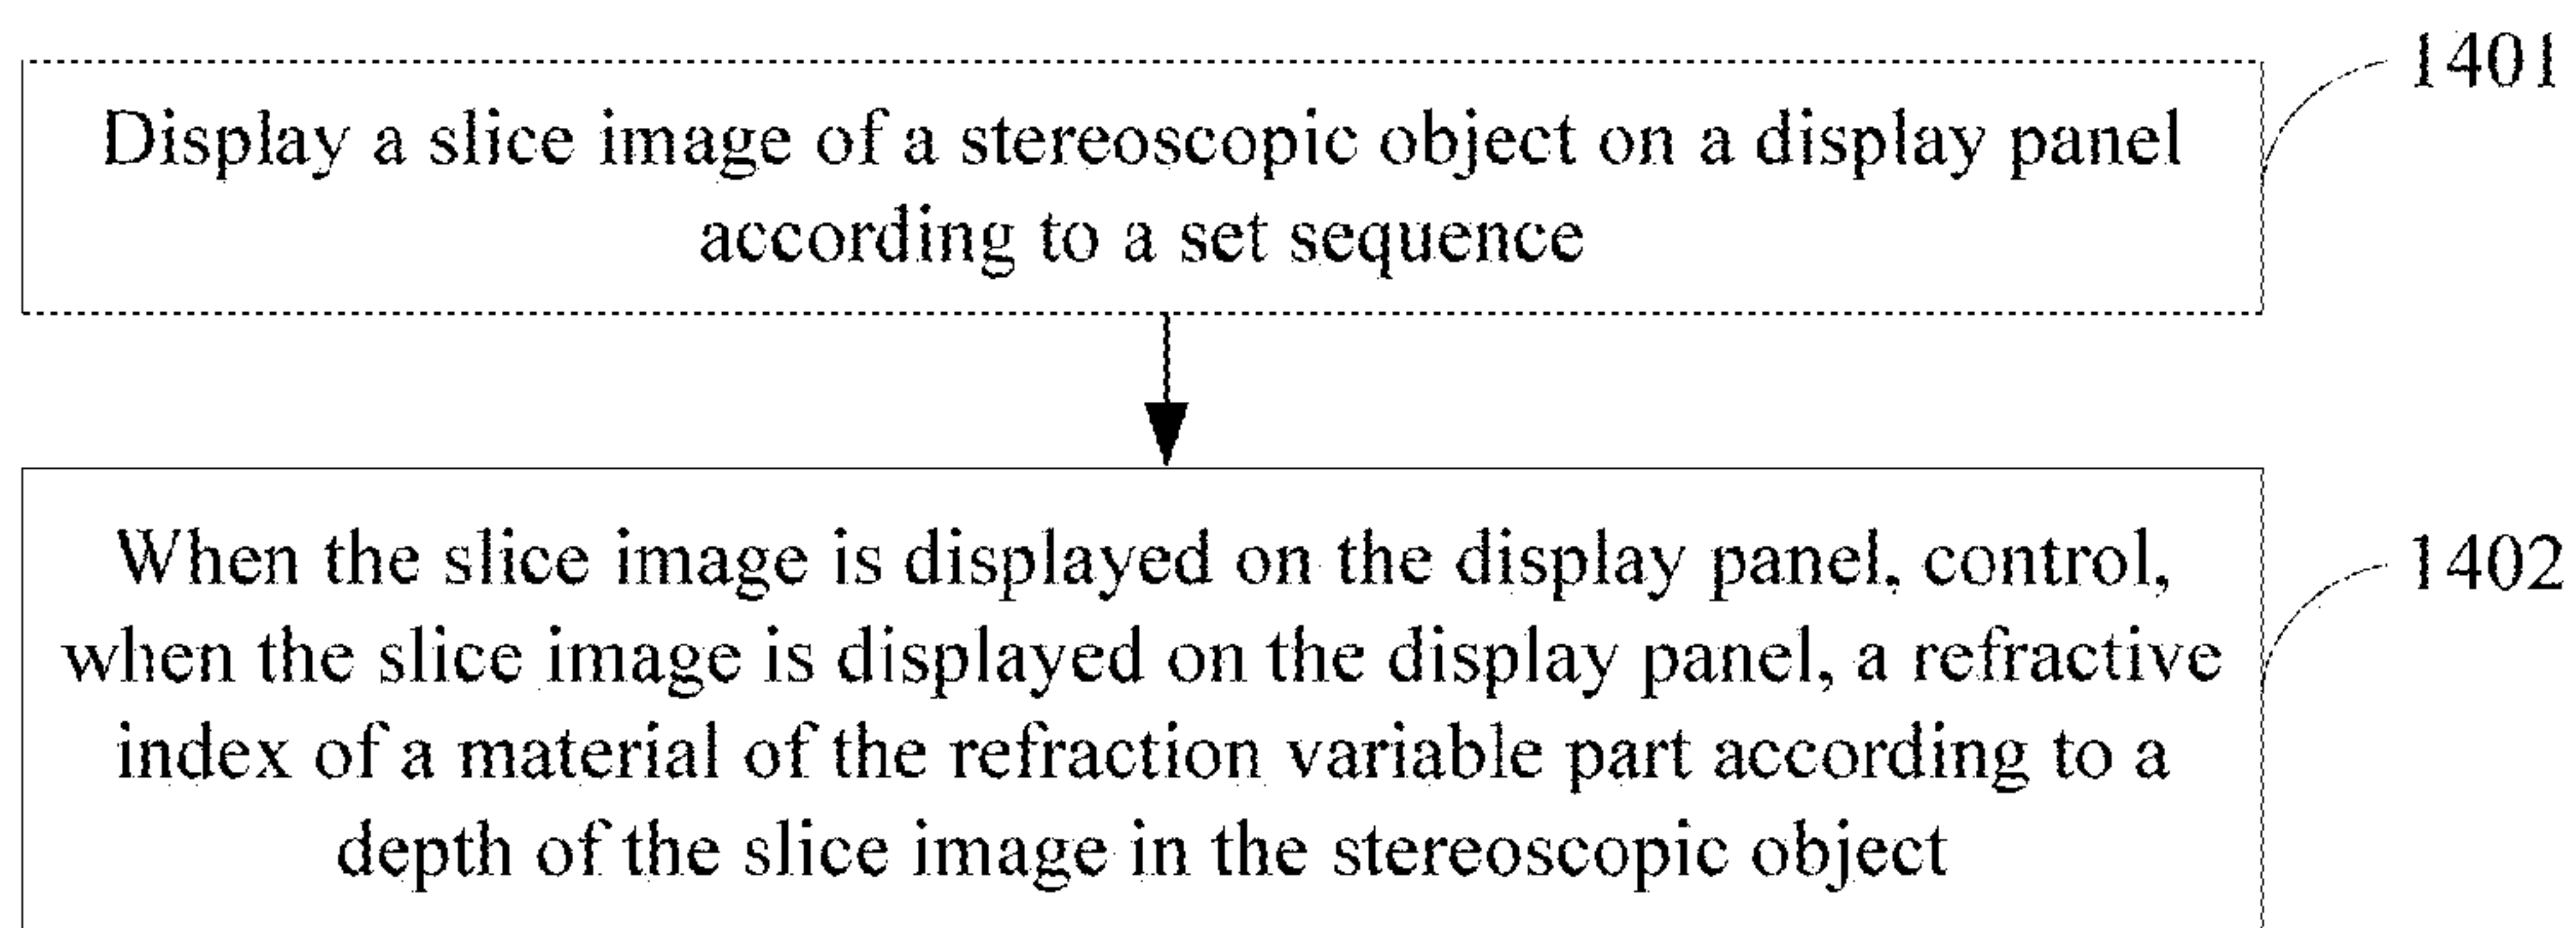 1401
Display a slice image of a stereoscopic object on a display panel
according to a set sequence
When the slice image is displayed on the display panel, control,
1402
when the slice image is displayed on the display panel, a refractive
index of a material of the refraction variable part according to a
depth of the slice image in the stereoscopic object